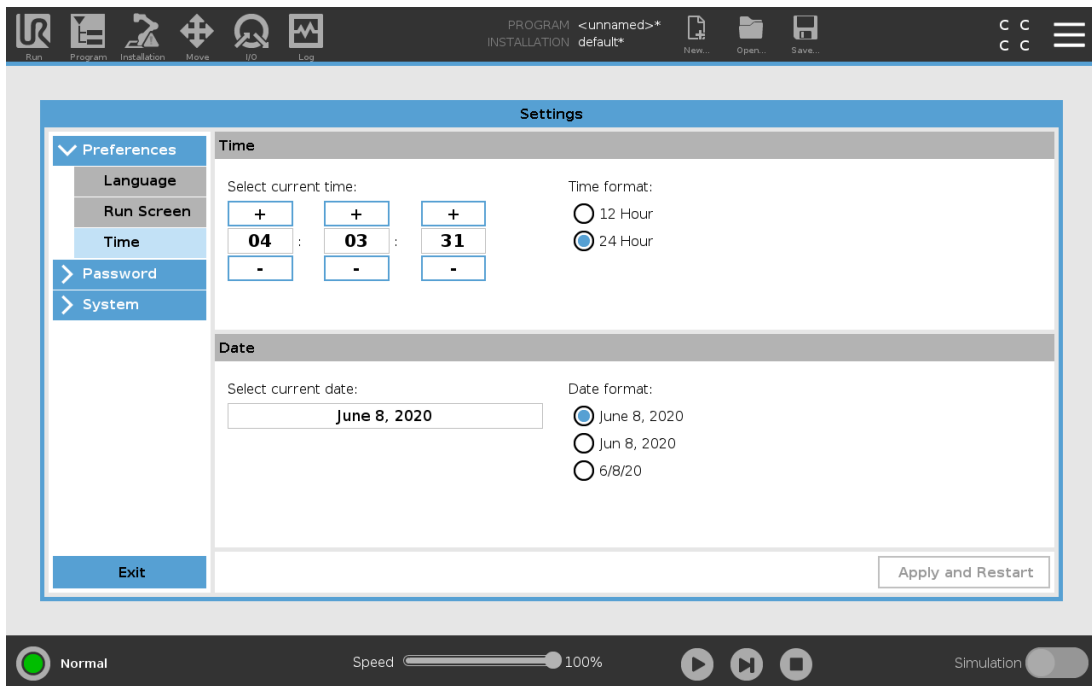 PROGRAM <unnamed>*
INSTALLATION default*
Run Program Installation Move I/O Log New... Open... Save...
C C
C C
Settings
Preferences
Language
Run Screen
Time
Password
System
Exit
Time
Select current time:
+ + +
04 : 03 : 31
- - -
Time format:
12 Hour
24 Hour
Date
Select current date:
June 8, 2020
Date format:
June 8, 2020
Jun 8, 2020
6/8/20
Apply and Restart
Normal
Speed 100%
Simulation